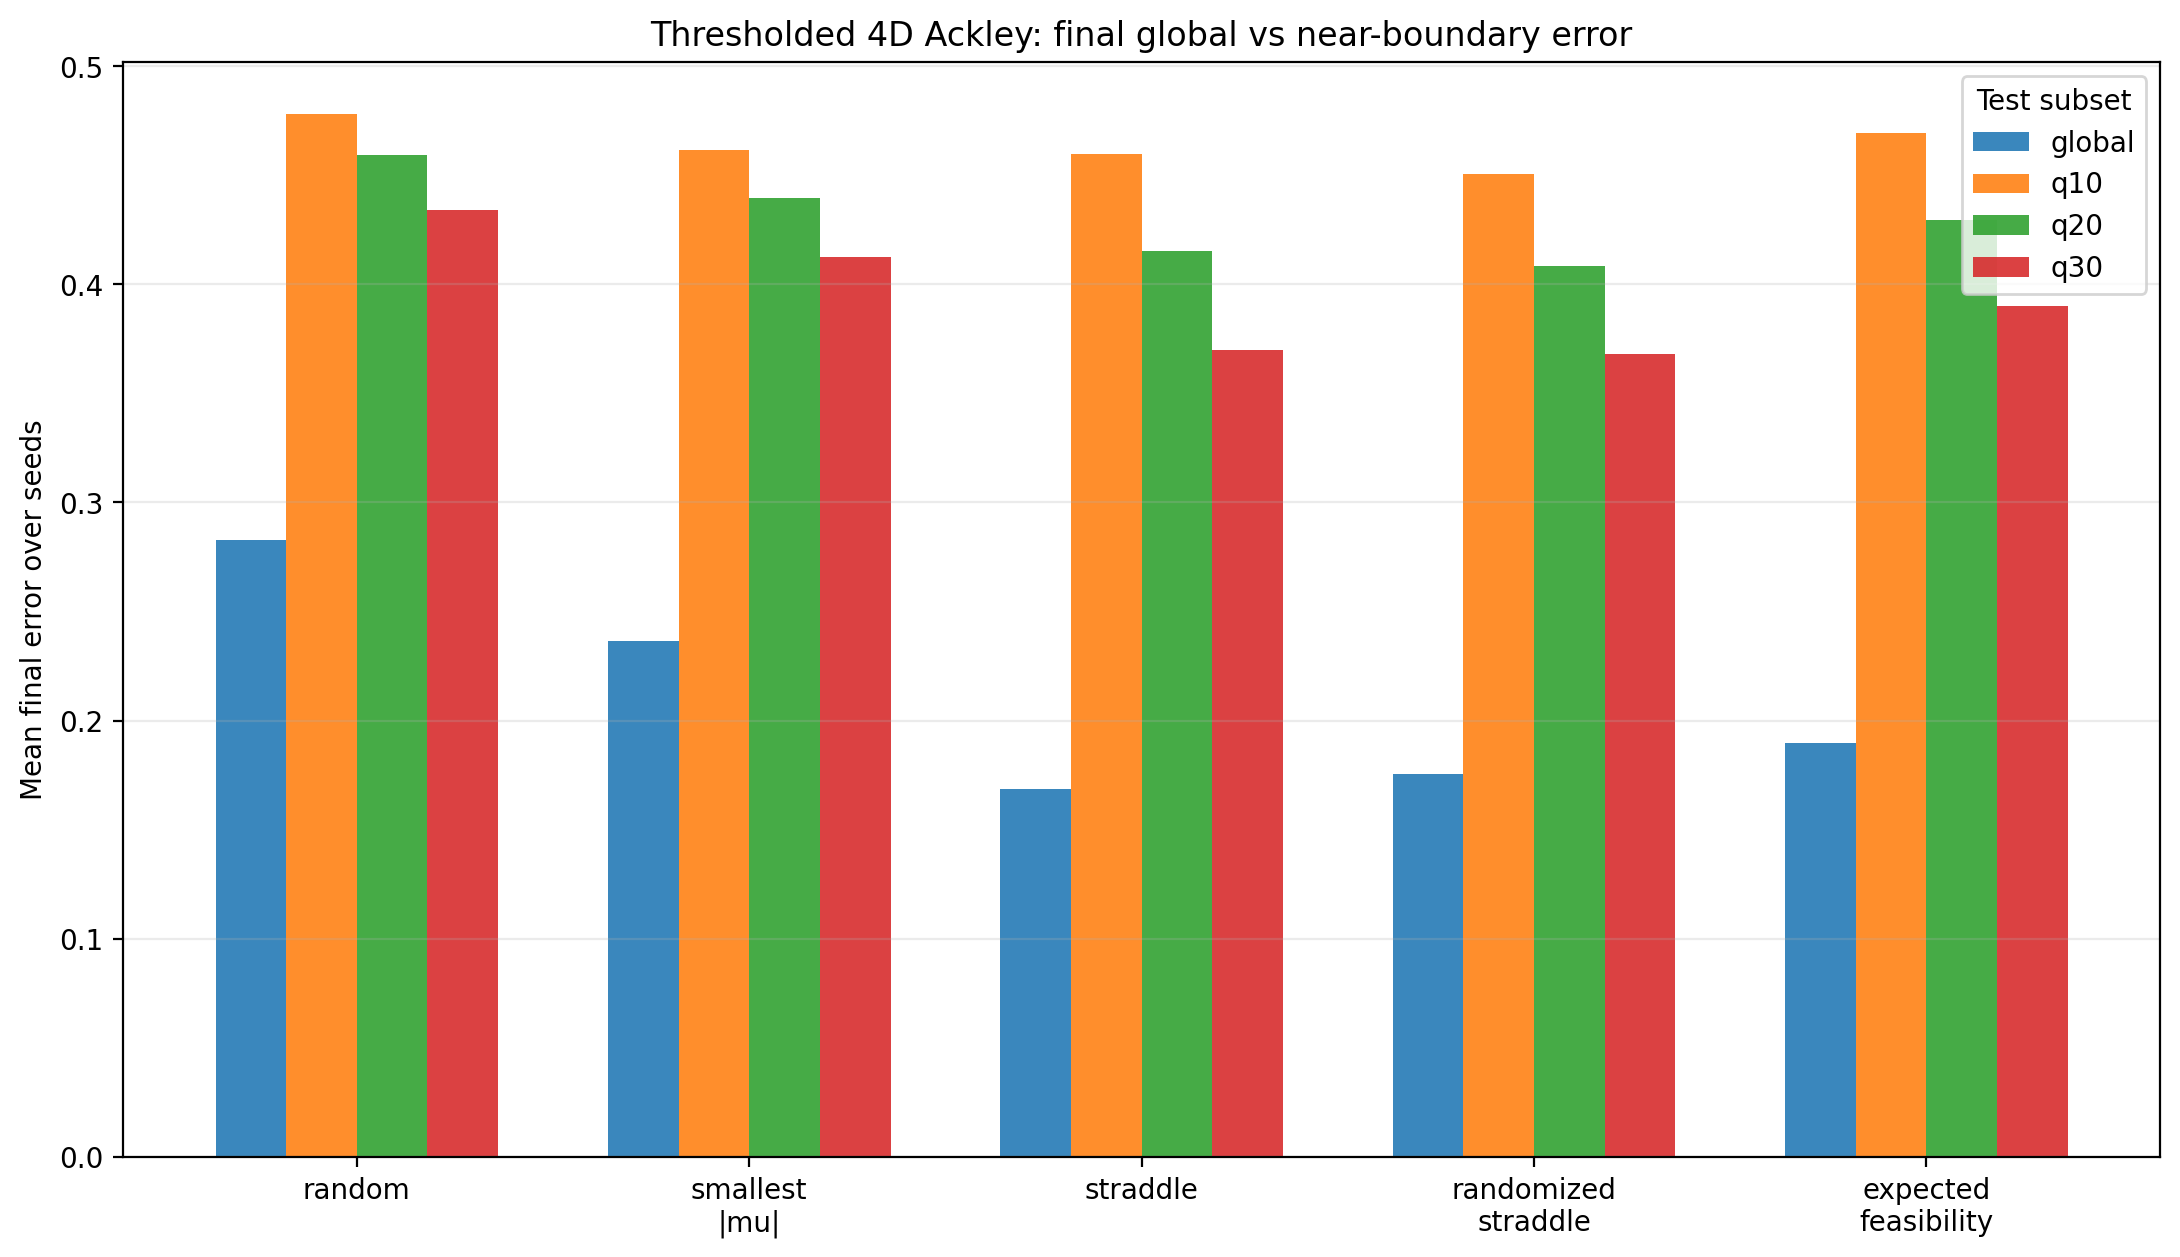 Thresholded 4D Ackley: final global vs near-boundary error
Mean final error over seeds
0.5
0.4
0.3
0.2
0.1
0.0
Test subset
global
q10
q20
q30
random
smallest
|mu|
straddle
randomized
straddle
expected
feasibility